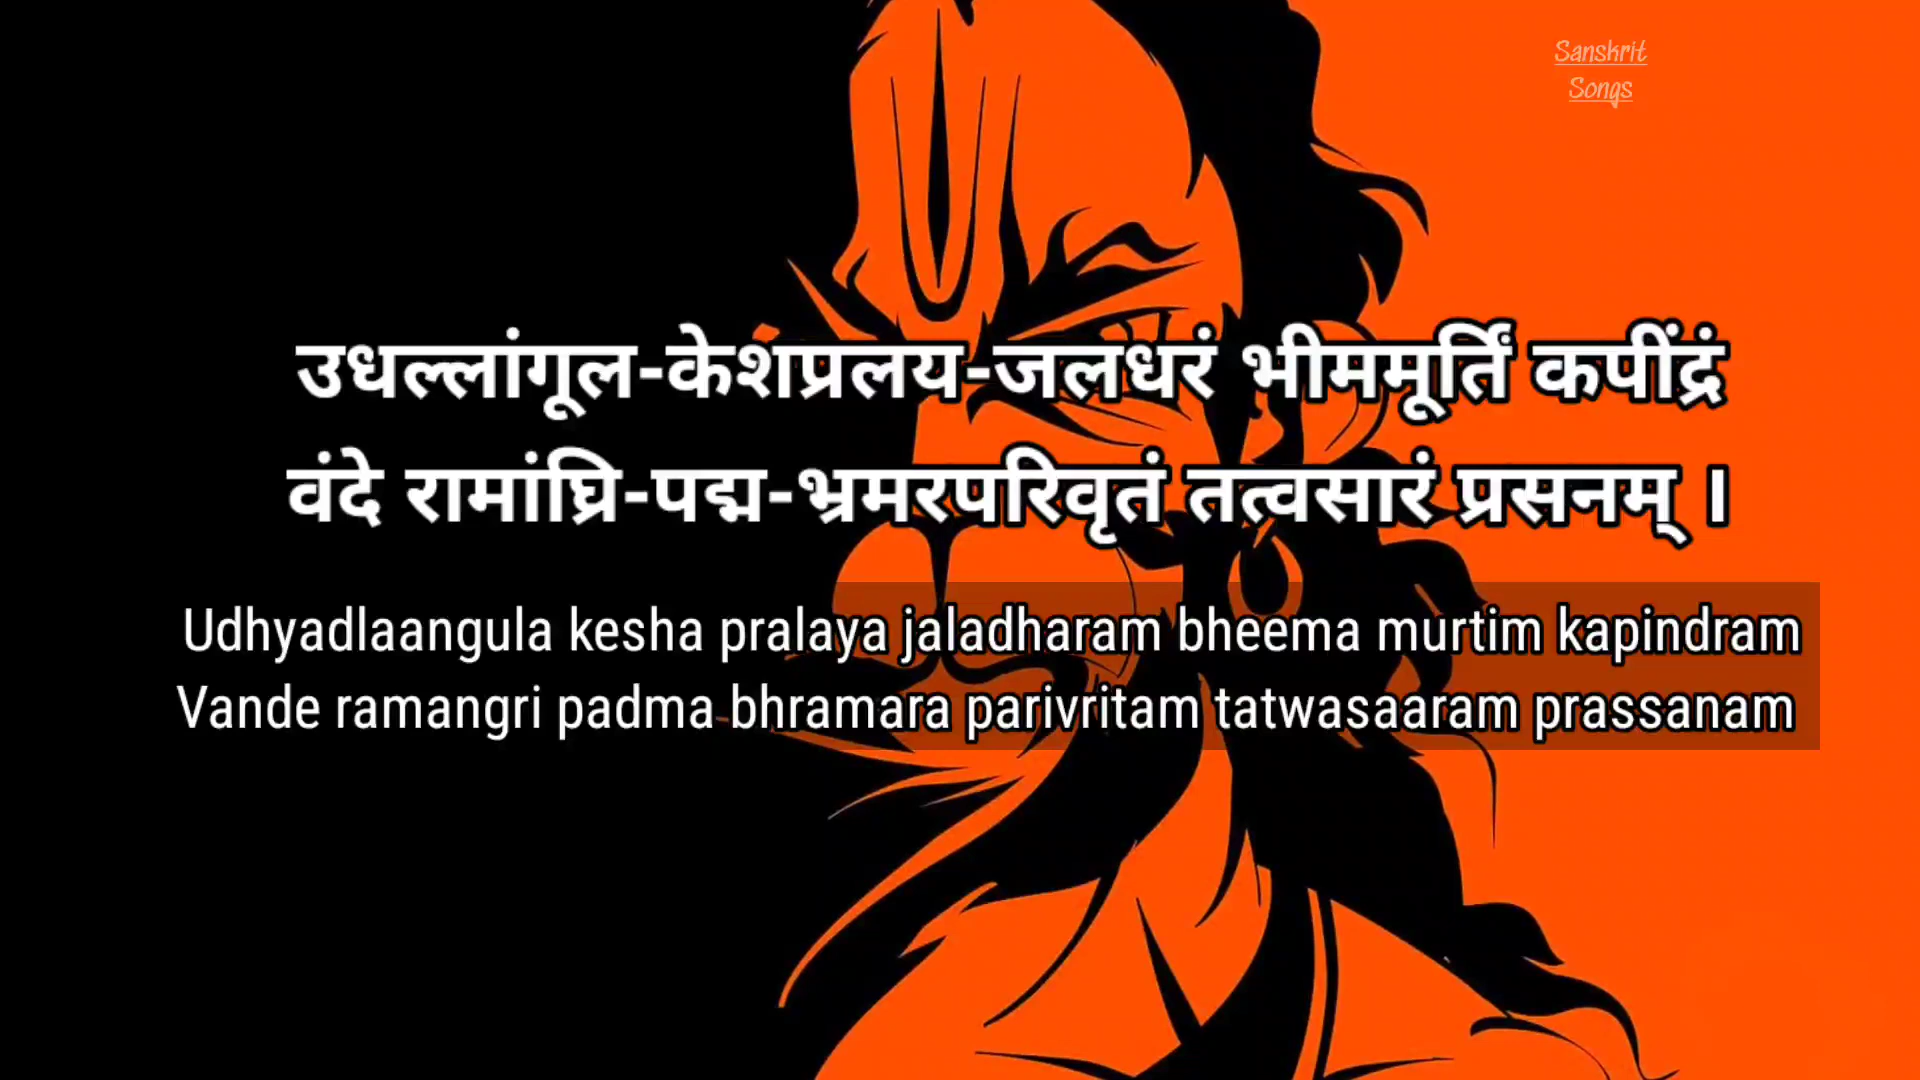 Sanskrit
Songs
उधल्लांगूल-केशंप्रलय-जलधरं भीममूर्तिं कपींद्रं
वंदे रामांघ्रि-पद्म-भ्रमरपरिवृतं तत्वसारं प्रसनम् ।
Udhyadlaangula kesha pralaya jaladharam bheema murtim kapindram
Vande ramangri padma bhramara parivritam tatwasaaram prassanam